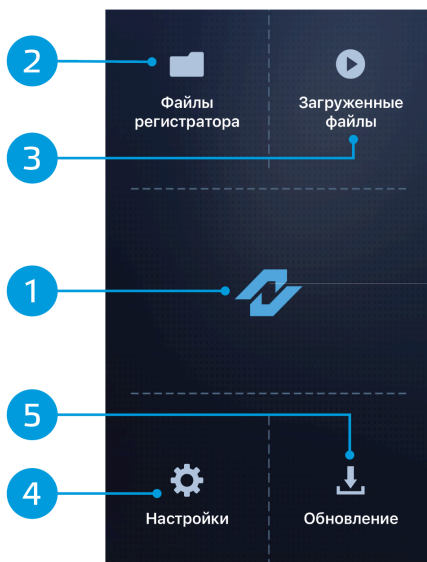 2
Файлы
регистратора
Загруженные
файлы
3
1
5
4
Настройки
Обновление